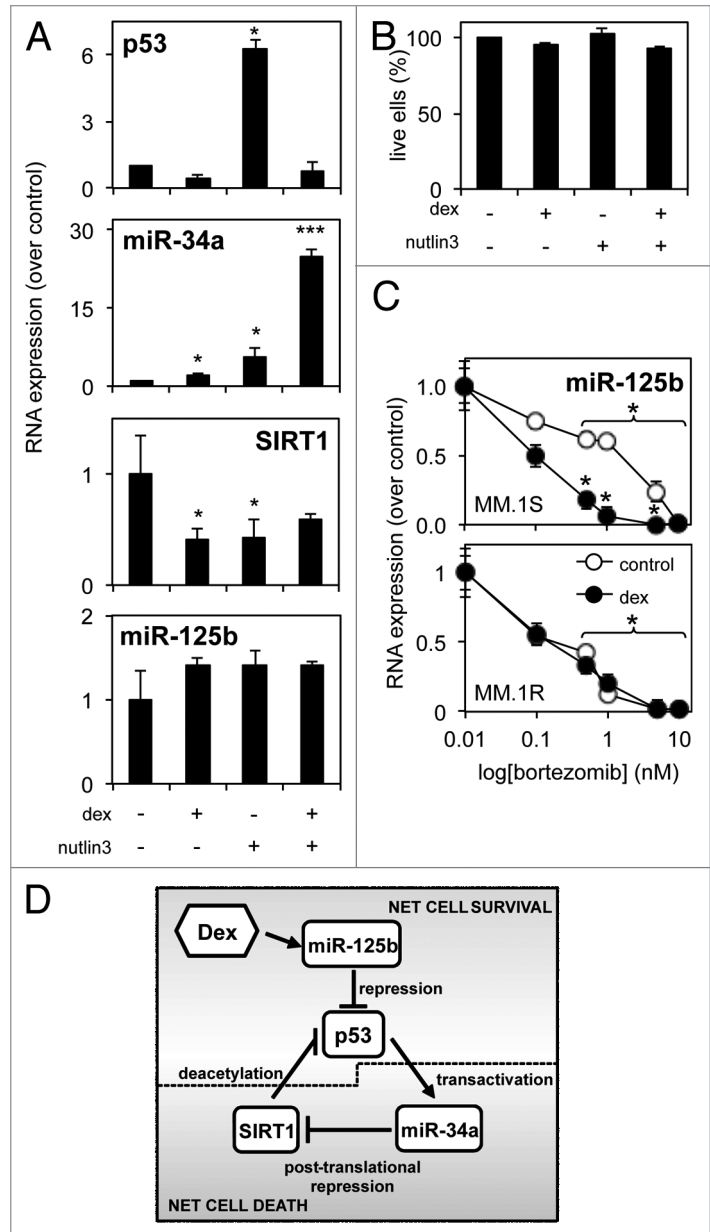 A
RNA expression (over control)
p53
6
3
0
*
miR-34a
30
15
0
* * ***
SIRT1
1
0
* *
miR-125b
2
1
0
dex - + - +
nutlin3 - - + +
B
live ells (%)
100
50
0
dex - + - +
nutlin3 - - + +
C
RNA expression (over control)
miR-125b
1.0
0.5
0.0
*
* * *
MM.1S
control
dex
1
0.5
0
*
MM.1R
0.01 0.1 1 10
log[bortezomib] (nM)
D
NET CELL SURVIVAL
Dex
miR-125b
repression
p53
deacetylation
transactivation
SIRT1
miR-34a
post-translational
repression
NET CELL DEATH